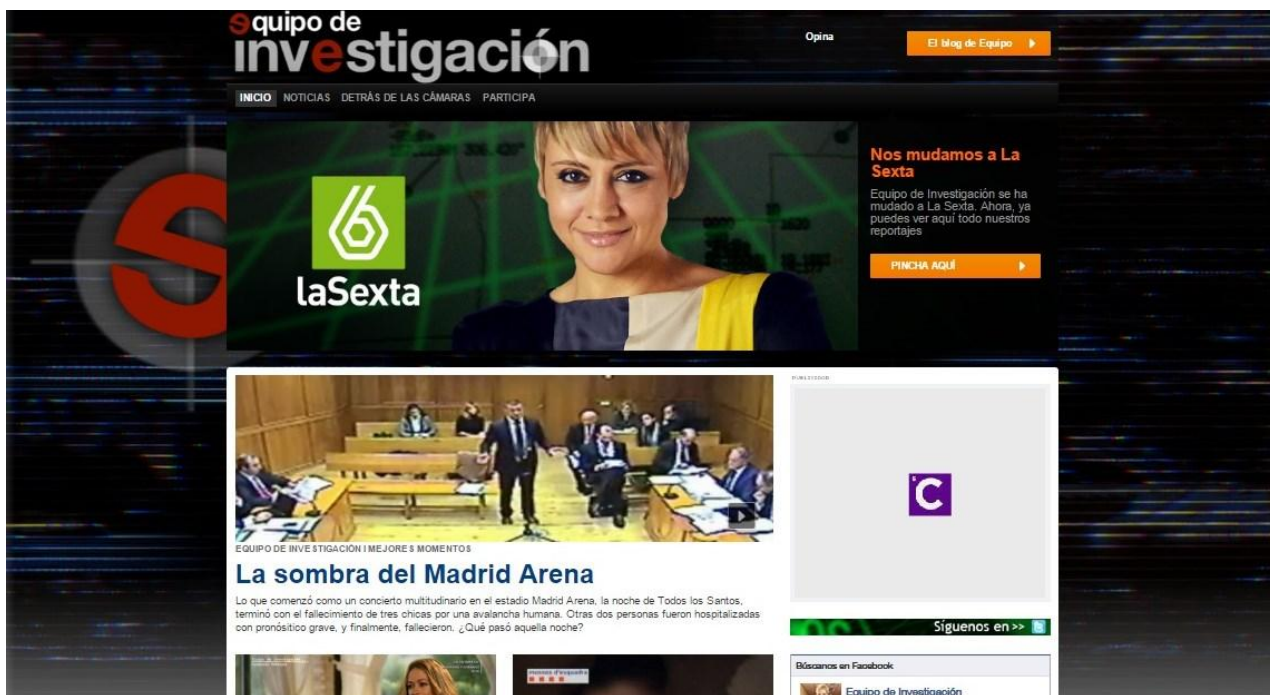 equipo de
investigación
Opina
El blog de Equipo
INICIO NOTICIAS DETRÁS DE LAS CÁMARAS PARTICIPA
laSexta
Nos mudamos a La
Sexta
Equipo de Investigación se ha
mudado a La Sexta. Ahora, ya
puedes ver aquí todo nuestros
reportajes
PINCHA AQUÍ
PUBLICIDAD
C
EQUIPO DE INVESTIGACIÓN I MEJORES MOMENTOS
La sombra del Madrid Arena
Lo que comenzó como un concierto multitudinario en el estadio Madrid Arena, la noche de Todos los Santos,
terminó con el fallecimiento de tres chicas por una avalancha humana. Otras dos personas fueron hospitalizadas
con pronósitico grave, y finalmente, fallecieron. ¿Qué pasó aquella noche?
Síguenos en >>
mossos d'esquadra
Búscanos en Facebook
Equipo de Investigación